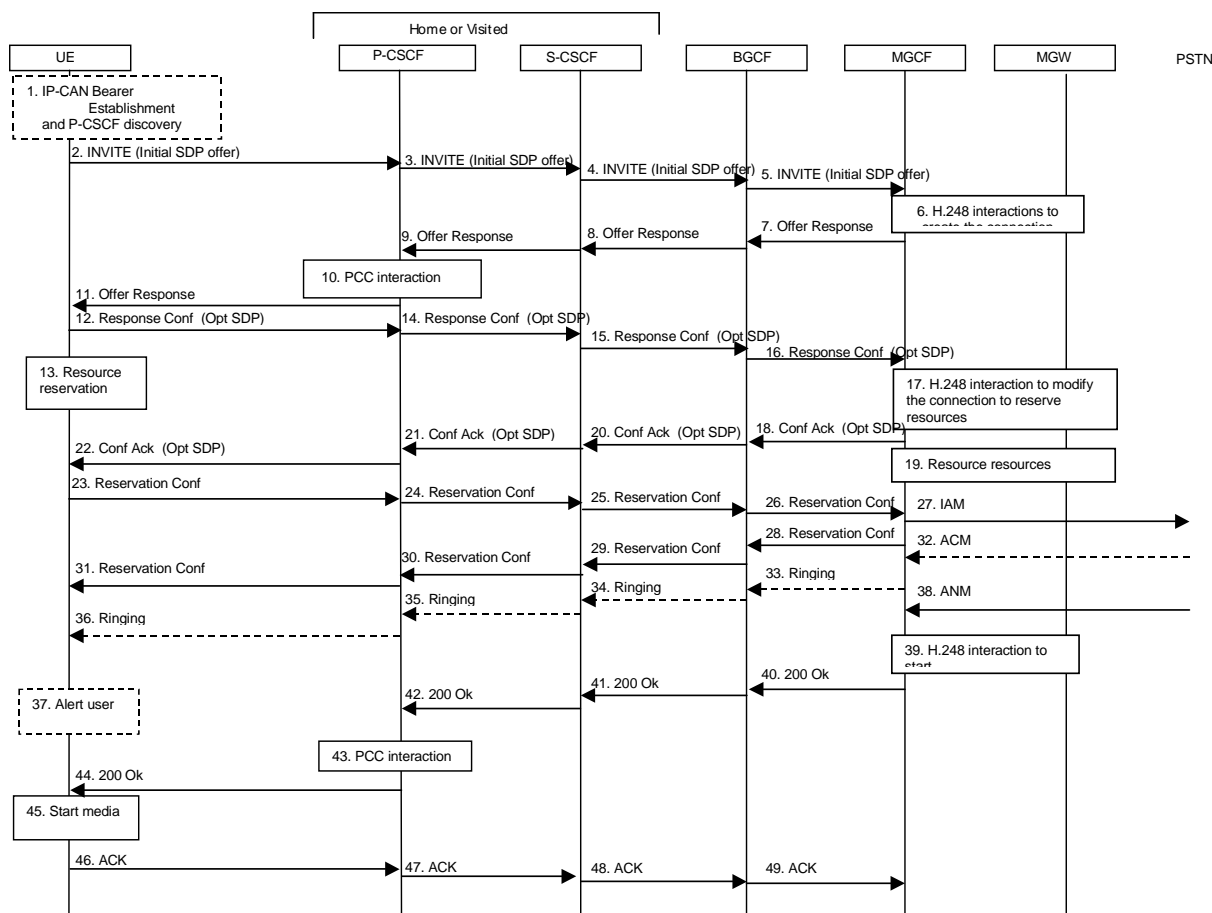 Home or Visited
UE
P-CSCF
S-CSCF
BGCF
MGCF
MGW
PSTN
1. IP-CAN Bearer
Establishment
and P-CSCF discovery
2. INVITE (Initial SDP offer)
3. INVITE (Initial SDP offer)
4. INVITE (Initial SDP offer)
5. INVITE (Initial SDP offer)
6. H.248 interactions to
create the connection
7. Offer Response
8. Offer Response
9. Offer Response
10. PCC interaction
11. Offer Response
12. Response Conf (Opt SDP)
14. Response Conf (Opt SDP)
15. Response Conf (Opt SDP)
16. Response Conf (Opt SDP)
13. Resource
reservation
17. H.248 interaction to modify
the connection to reserve
resources
18. Conf Ack (Opt SDP)
20. Conf Ack (Opt SDP)
21. Conf Ack (Opt SDP)
22. Conf Ack (Opt SDP)
19. Resource resources
23. Reservation Conf
24. Reservation Conf
25. Reservation Conf
26. Reservation Conf
27. IAM
28. Reservation Conf
29. Reservation Conf
30. Reservation Conf
31. Reservation Conf
32. ACM
33. Ringing
34. Ringing
35. Ringing
36. Ringing
38. ANM
39. H.248 interaction to
start
40. 200 Ok
41. 200 Ok
42. 200 Ok
37. Alert user
43. PCC interaction
44. 200 Ok
45. Start media
46. ACK
47. ACK
48. ACK
49. ACK